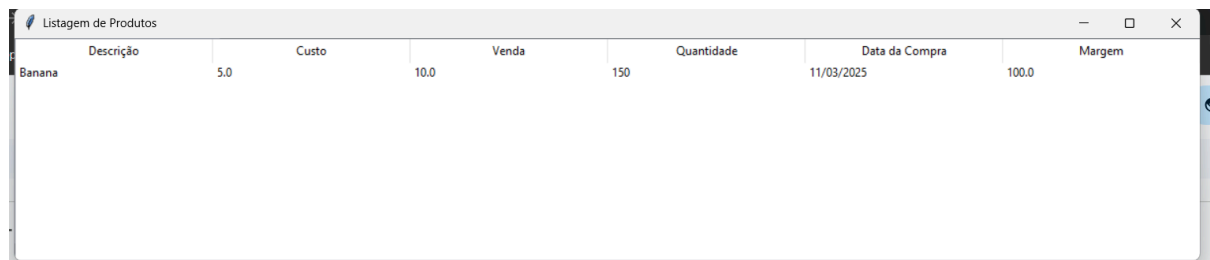 Listagem de Produtos
Descrição Custo Venda Quantidade Data da Compra Margem
Banana 5.0 10.0 150 11/03/2025 100.0